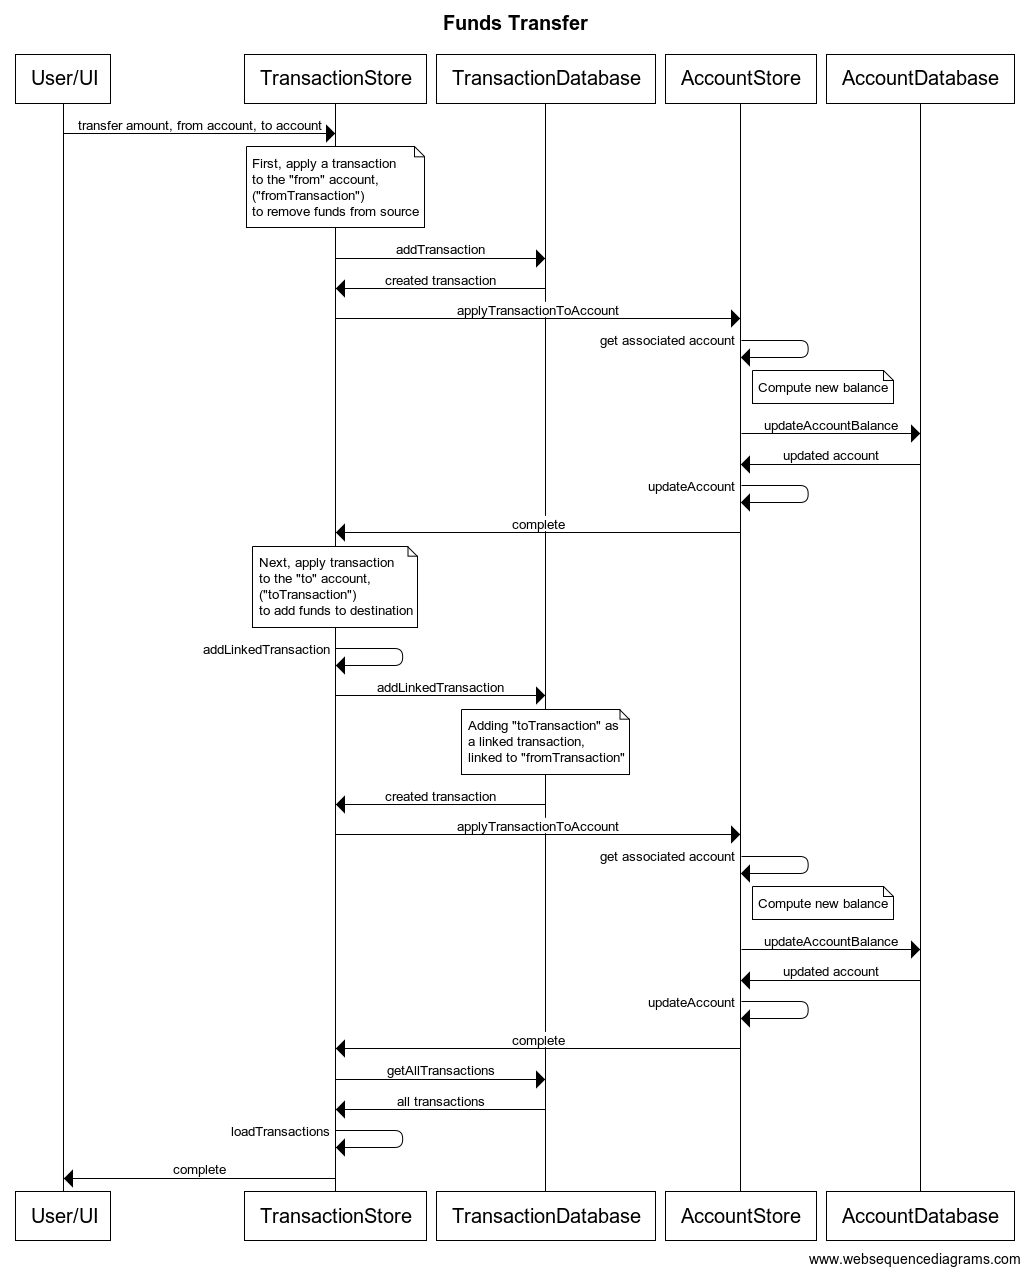 Funds Transfer
User/UI
TransactionStore
TransactionDatabase
AccountStore
AccountDatabase
transfer amount, from account, to account
First, apply a transaction
to the "from" account,
("fromTransaction")
to remove funds from source
addTransaction
created transaction
applyTransactionToAccount
get associated account
Compute new balance
updateAccountBalance
updated account
updateAccount
complete
Next, apply transaction
to the "to" account,
("toTransaction")
to add funds to destination
addLinkedTransaction
addLinkedTransaction
Adding "toTransaction" as
a linked transaction,
linked to "fromTransaction"
created transaction
applyTransactionToAccount
get associated account
Compute new balance
updateAccountBalance
updated account
updateAccount
complete
getAllTransactions
all transactions
loadTransactions
complete
User/UI
TransactionStore
TransactionDatabase
AccountStore
AccountDatabase
www.websequencediagrams.com